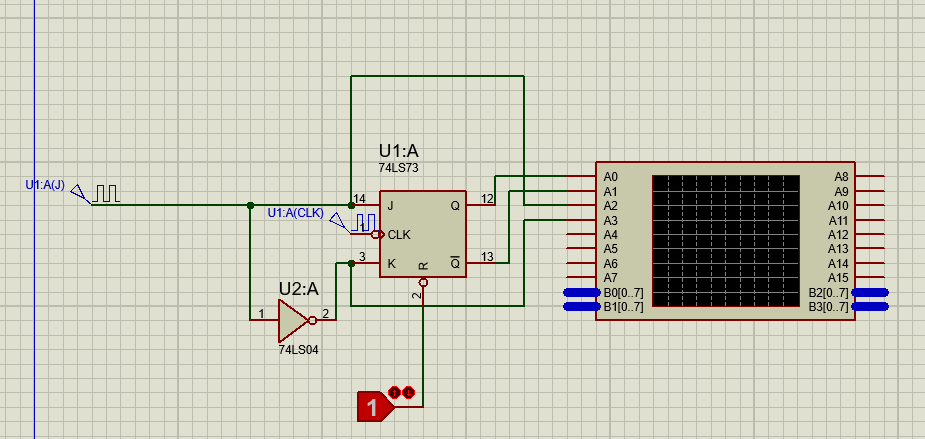 U1:A
74LS73
U1:A(J)
14
J
Q
12
U1:A(CLK)
1
CLK
3
K
R
Q
13
2
U2:A
1
2
74LS04
1
A0
A1
A2
A3
A4
A5
A6
A7
B0[0..7]
B1[0..7]
A8
A9
A10
A11
A12
A13
A14
A15
B2[0..7]
B3[0..7]